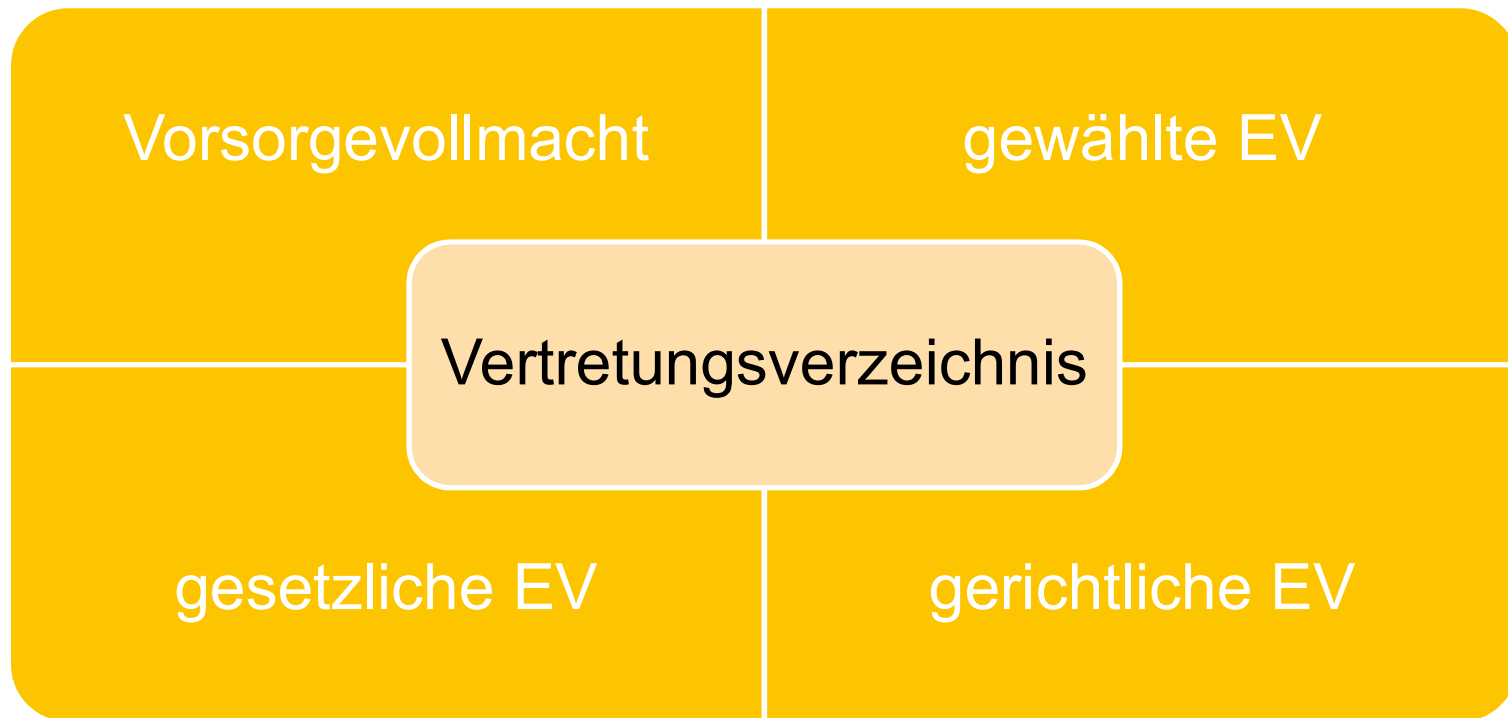 Vorsorgevollmacht
gewählte EV
Vertretungsverzeichnis
gesetzliche EV
gerichtliche EV